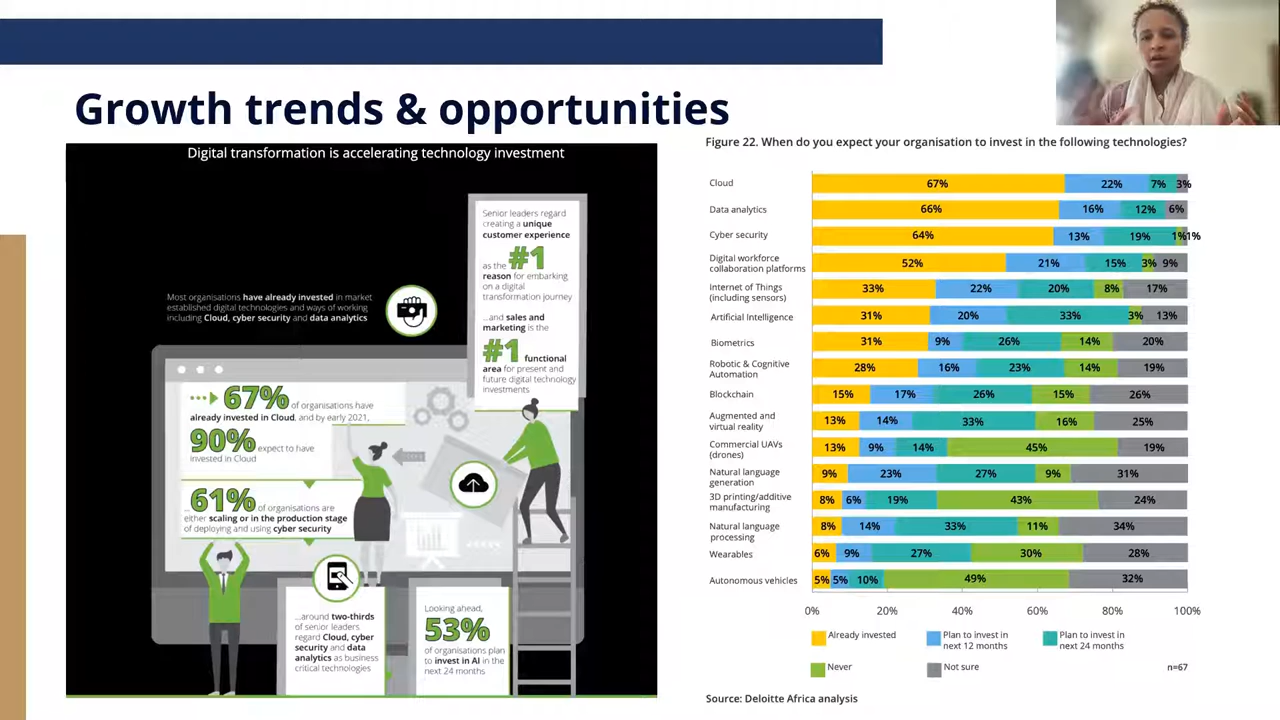 Growth trends & opportunities
Digital transformation is accelerating technology investment
Most organisations have already invested in market
established digital technologies and ways of working
including Cloud, cyber security and data analytics
Senior leaders regard
creating a unique
customer experience
as the #1
reason for embarking
on a digital
transformation journey
...and sales and
marketing is the
#1 functional
area for present and
future digital technology
investments
67% of organisations have
already invested in Cloud, and by early 2021,
90% expect to have
invested in Cloud
...61% of organisations are
either scaling or in the production stage
of deploying and using cyber security
...around two-thirds
of senior leaders
regard Cloud, cyber
security and data
analytics as business
critical technologies
Looking ahead,
53%
of organisations plan
to invest in AI in the
next 24 months
Figure 22. When do you expect your organisation to invest in the following technologies?
Cloud 67% 22% 7% 3%
Data analytics 66% 16% 12% 6%
Cyber security 64% 13% 19% 1% 1%
Digital workforce
collaboration platforms 52% 21% 15% 3% 9%
Internet of Things
(including sensors) 33% 22% 20% 8% 17%
Artificial Intelligence 31% 20% 33% 3% 13%
Biometrics 31% 9% 26% 14% 20%
Robotic & Cognitive
Automation 28% 16% 23% 14% 19%
Blockchain 15% 17% 26% 15% 26%
Augmented and
virtual reality 13% 14% 33% 16% 25%
Commercial UAVs
(drones) 13% 9% 14% 45% 19%
Natural language
generation 9% 23% 27% 9% 31%
3D printing/additive
manufacturing 8% 6% 19% 43% 24%
Natural language
processing 8% 14% 33% 11% 34%
Wearables 6% 9% 27% 30% 28%
Autonomous vehicles 5% 5% 10% 49% 32%
0% 20% 40% 60% 80% 100%
Already invested
Plan to invest in
next 12 months
Plan to invest in
next 24 months
Never
Not sure
n=67
Source: Deloitte Africa analysis